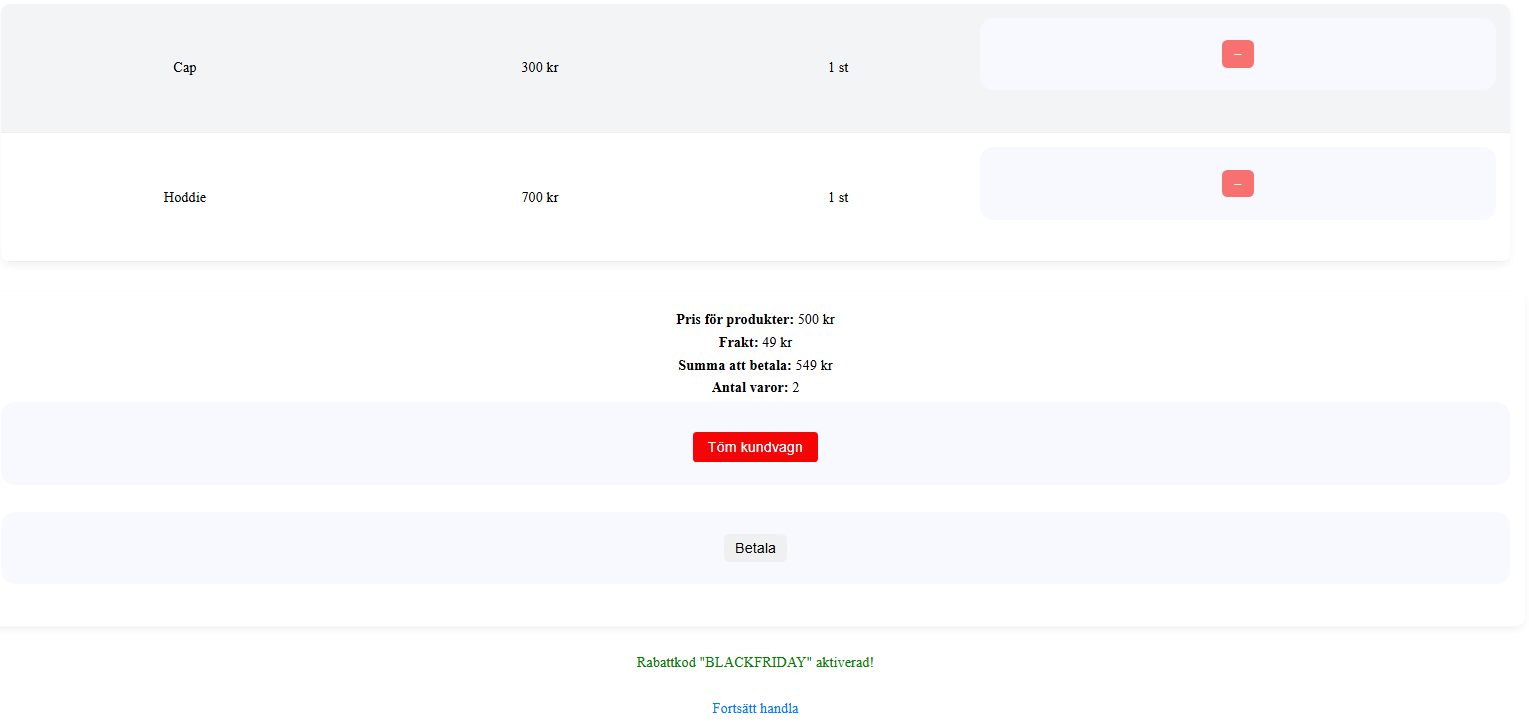 Cap 300 kr 1 st –
Hoddie 700 kr 1 st –
Pris för produkter: 500 kr
Frakt: 49 kr
Summa att betala: 549 kr
Antal varor: 2
Töm kundvagn
Betala
Rabattkod "BLACKFRIDAY" aktiverad!
Fortsätt handla